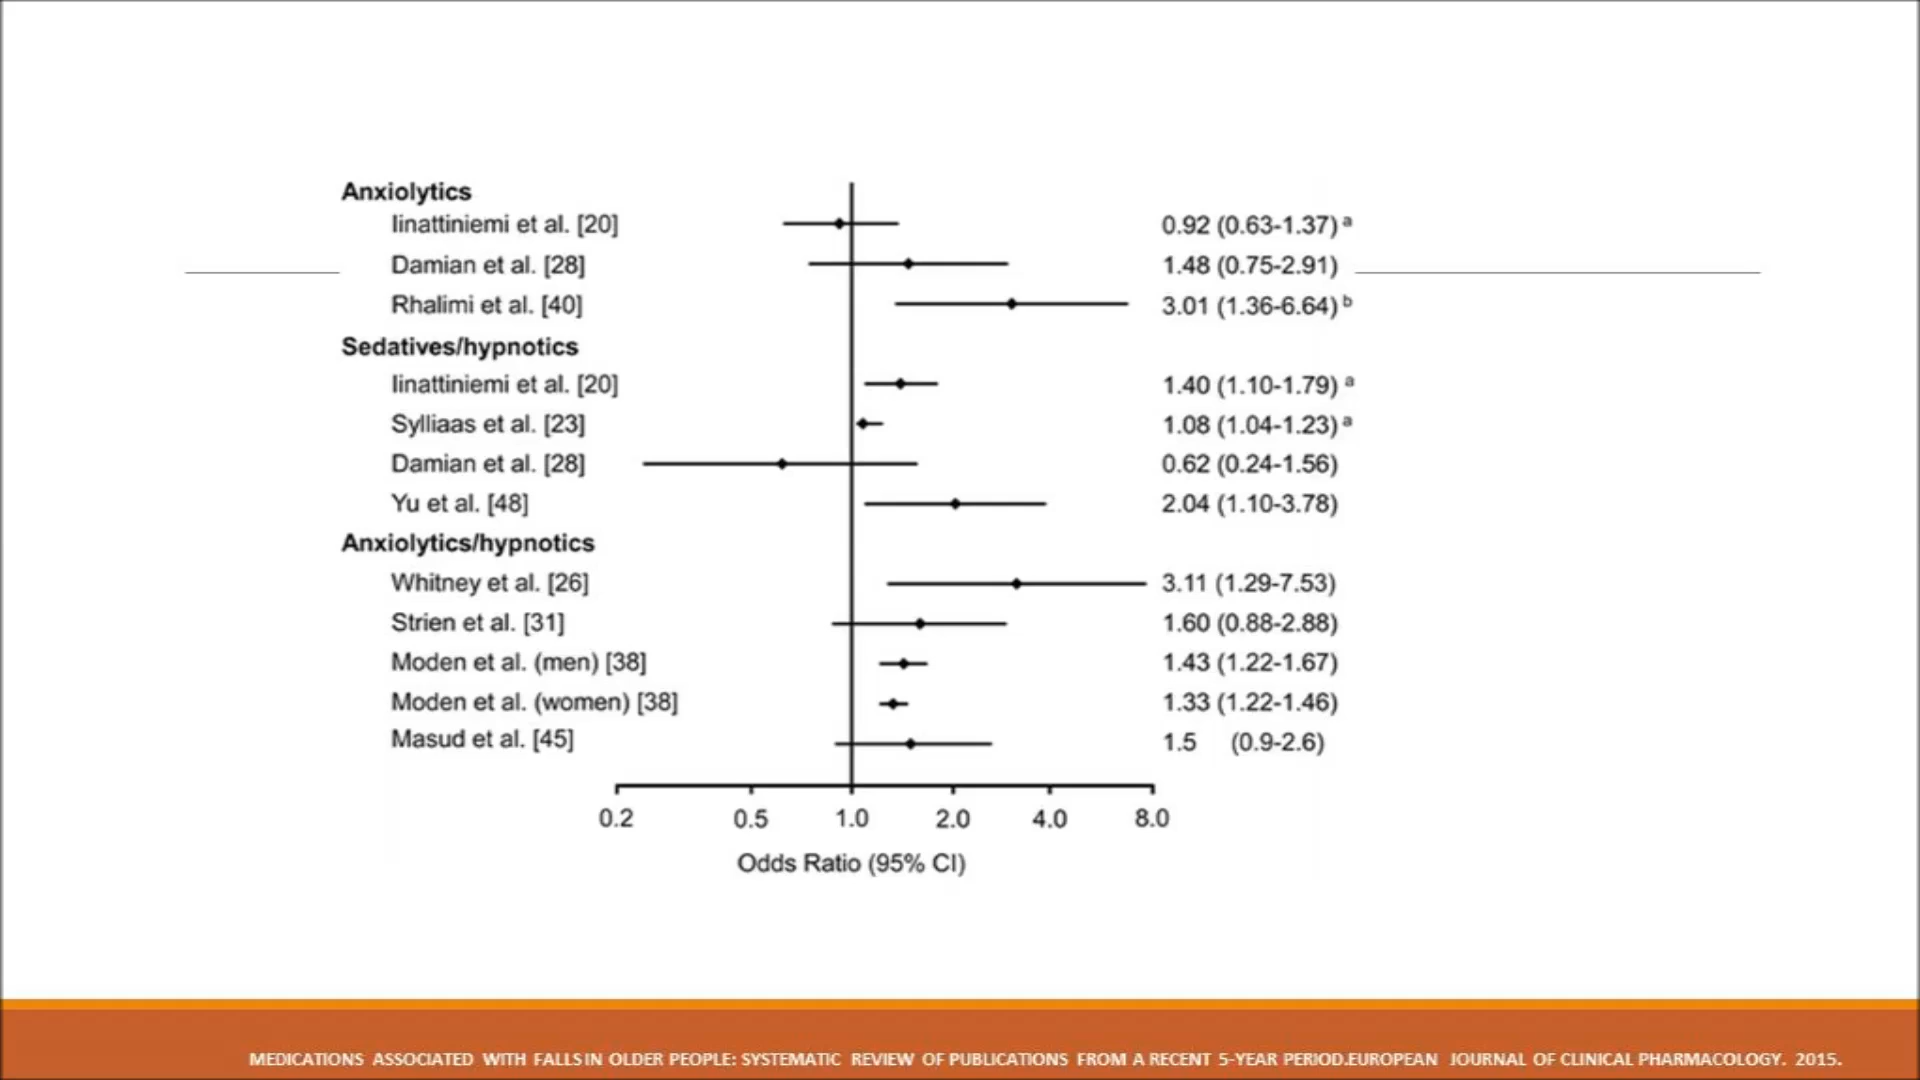 Anxiolytics
Iinattiniemi et al. [20] 0.92 (0.63-1.37) a
Damian et al. [28] 1.48 (0.75-2.91)
Rhalimi et al. [40] 3.01 (1.36-6.64) b
Sedatives/hypnotics
Iinattiniemi et al. [20] 1.40 (1.10-1.79) a
Sylliaas et al. [23] 1.08 (1.04-1.23) a
Damian et al. [28] 0.62 (0.24-1.56)
Yu et al. [48] 2.04 (1.10-3.78)
Anxiolytics/hypnotics
Whitney et al. [26] 3.11 (1.29-7.53)
Strien et al. [31] 1.60 (0.88-2.88)
Moden et al. (men) [38] 1.43 (1.22-1.67)
Moden et al. (women) [38] 1.33 (1.22-1.46)
Masud et al. [45] 1.5 (0.9-2.6)
0.2 0.5 1.0 2.0 4.0 8.0
Odds Ratio (95% CI)
MEDICATIONS ASSOCIATED WITH FALLS IN OLDER PEOPLE: SYSTEMATIC REVIEW OF PUBLICATIONS FROM A RECENT 5-YEAR PERIOD.EUROPEAN JOURNAL OF CLINICAL PHARMACOLOGY. 2015.